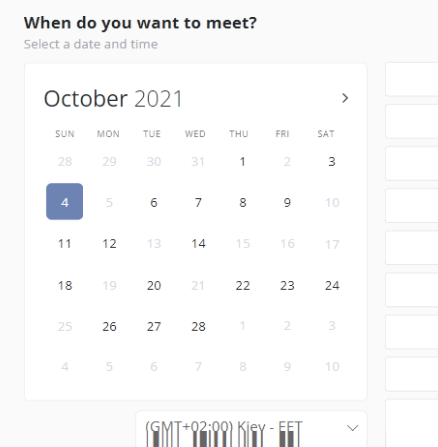 When do you want to meet?
Select a date and time
October 2021
SUN MON TUE WED THU FRI SAT
28 29 30 31 1 2 3
4 5 6 7 8 9 10
11 12 13 14 15 16 17
18 19 20 21 22 23 24
25 26 27 28 1 2 3
4 5 6 7 8 9 10
(GMT+02:00) Kiev - EET